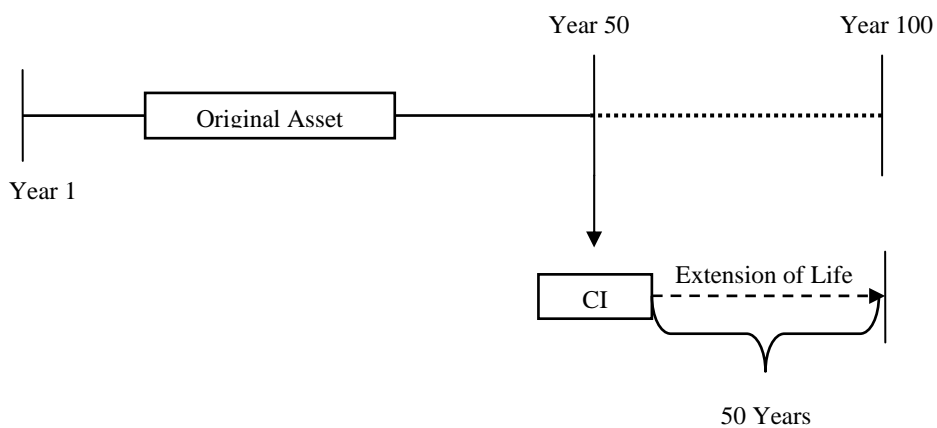 Year 50
Year 100
Original Asset
Year 1
Extension of Life
CI
50 Years